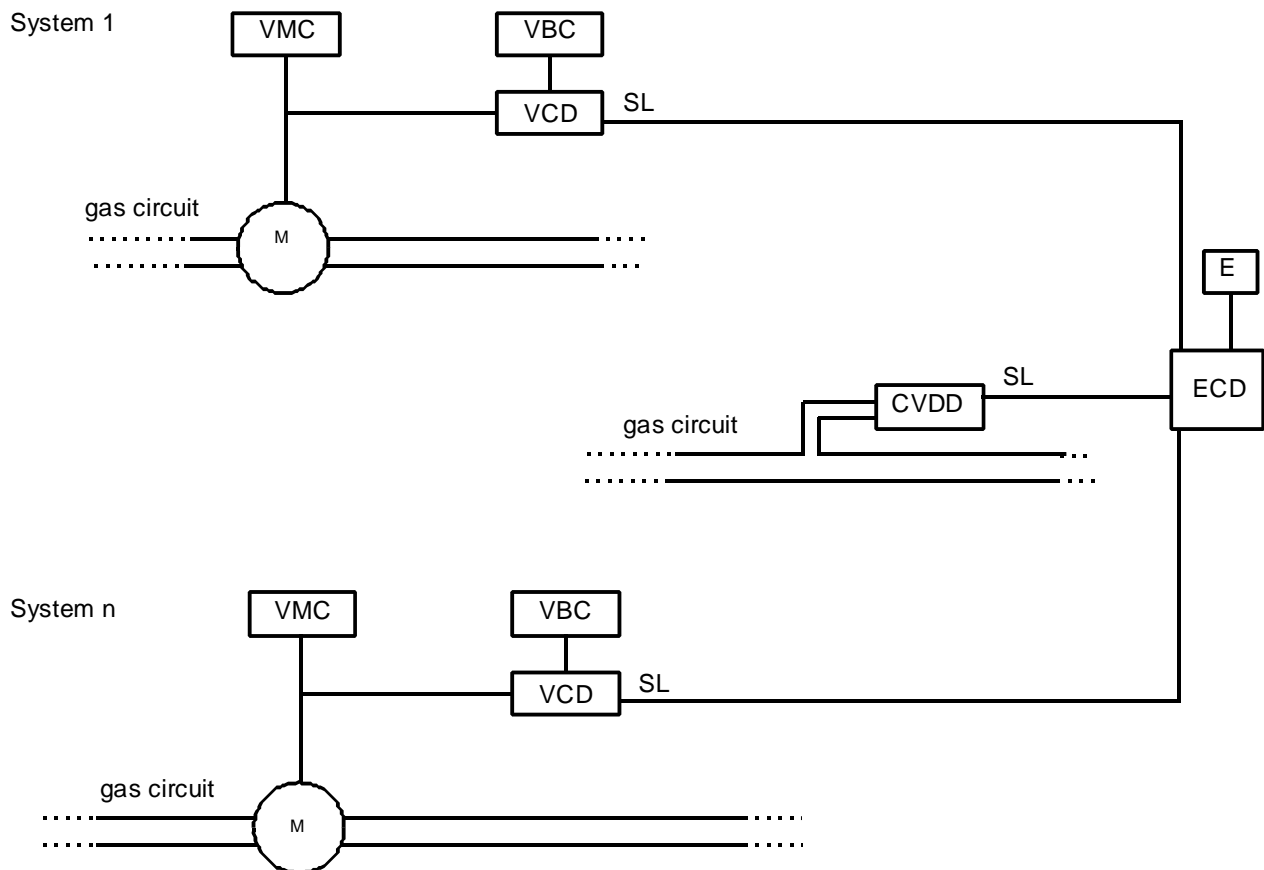 System 1
VMC
VBC
VCD
SL
gas circuit
M
E
ECD
SL
CVDD
gas circuit
System n
VMC
VBC
VCD
SL
gas circuit
M